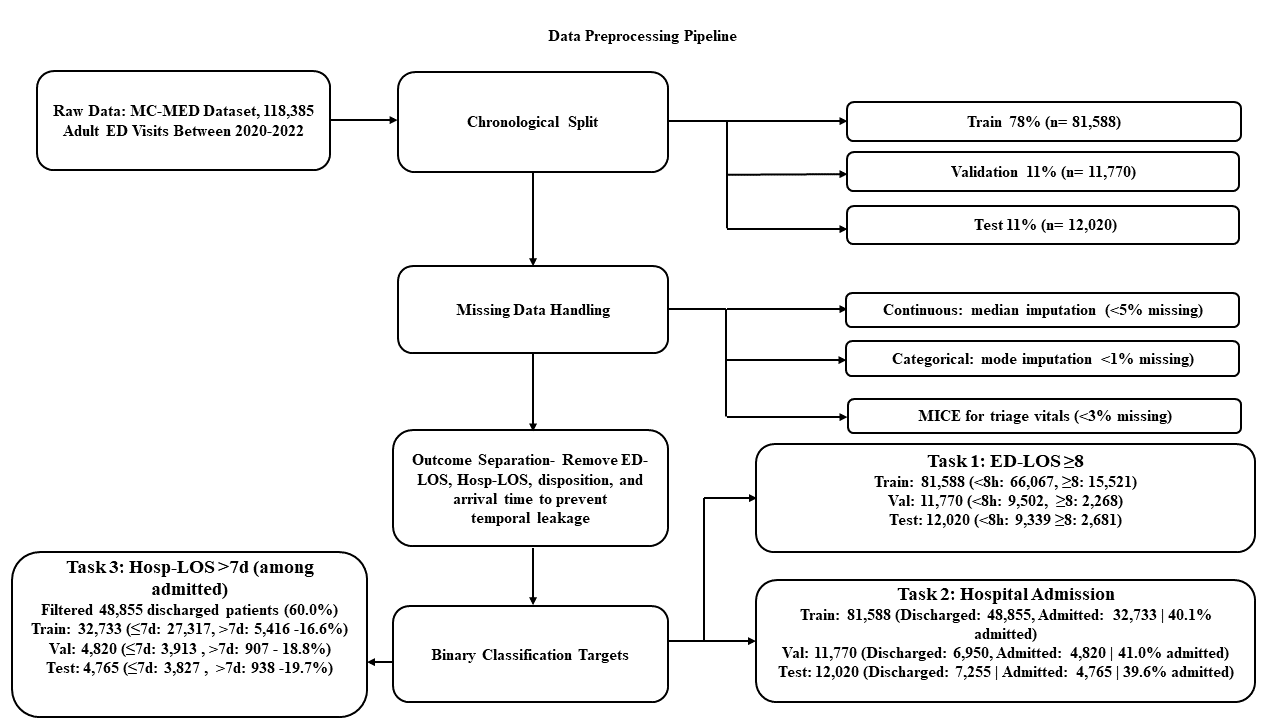 Data Preprocessing Pipeline
Raw Data: MC-MED Dataset, 118,385
Adult ED Visits Between 2020-2022
Chronological Split
Train 78% (n= 81,588)
Validation 11% (n= 11,770)
Test 11% (n= 12,020)
Missing Data Handling
Continuous: median imputation (<5% missing)
Categorical: mode imputation <1% missing)
MICE for triage vitals (<3% missing)
Outcome Separation- Remove ED-
LOS, Hosp-LOS, disposition, and
arrival time to prevent
temporal leakage
Task 1: ED-LOS ≥8
Train: 81,588 (<8h: 66,067, ≥8: 15,521)
Val: 11,770 (<8h: 9,502, ≥8: 2,268)
Test: 12,020 (<8h: 9,339 ≥8: 2,681)
Binary Classification Targets
Task 2: Hospital Admission
Train: 81,588 (Discharged: 48,855, Admitted: 32,733 | 40.1%
admitted)
Val: 11,770 (Discharged: 6,950, Admitted: 4,820 | 41.0% admitted)
Test: 12,020 (Discharged: 7,255 | Admitted: 4,765 | 39.6% admitted)
Task 3: Hosp-LOS >7d (among
admitted)
Filtered 48,855 discharged patients (60.0%)
Train: 32,733 (≤7d: 27,317, >7d: 5,416 -16.6%)
Val: 4,820 (≤7d: 3,913 , >7d: 907 - 18.8%)
Test: 4,765 (≤7d: 3,827 , >7d: 938 -19.7%)